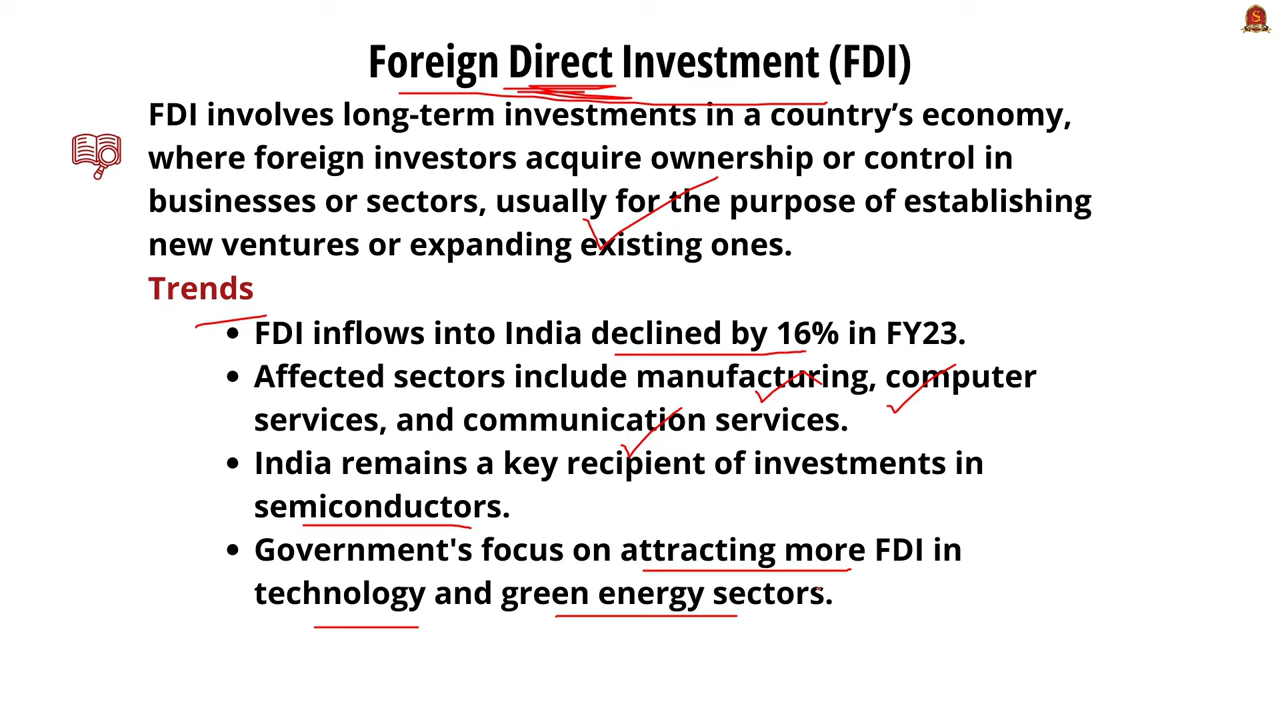 Foreign Direct Investment (FDI)
FDI involves long-term investments in a country’s economy,
where foreign investors acquire ownership or control in
businesses or sectors, usually for the purpose of establishing
new ventures or expanding existing ones.
Trends
• FDI inflows into India declined by 16% in FY23.
• Affected sectors include manufacturing, computer
services, and communication services.
• India remains a key recipient of investments in
semiconductors.
• Government's focus on attracting more FDI in
technology and green energy sectors.